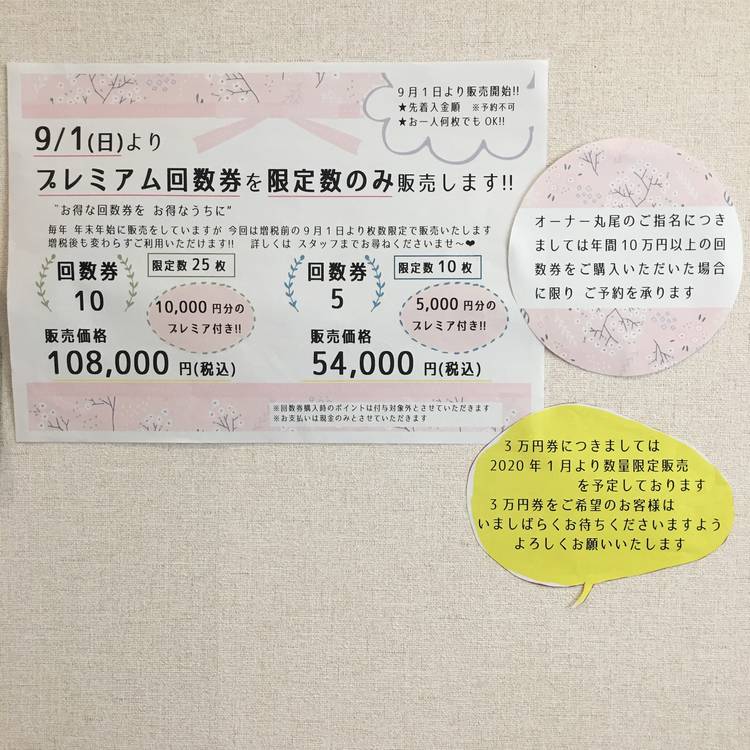 9月1日より販売開始!!
★先着入金順 ※予約不可
★お一人何枚でもOK!!
9/1(日)より
プレミアム回数券を限定数のみ販売します!!
"お得な回数券を お得なうちに"
毎年 年末年始に販売をしていますが 今回は増税前の9月1日より枚数限定で販売いたします
増税後も変わらずご利用いただけます!! 詳しくは スタッフまでお尋ねくださいませ〜❤
回数券
10
限定数25枚
10,000円分の
プレミア付き!!
販売価格
108,000円(税込)
回数券
5
限定数10枚
5,000円分の
プレミア付き!!
販売価格
54,000円(税込)
※回数券購入時のポイントは付与対象外とさせていただきます
※お支払いは現金のみとさせていただきます
オーナー丸尾のご指名につき
ましては年間10万円以上の回
数券をご購入いただいた場合
に限り ご予約を承ります
3万円券につきましては
2020年1月より数量限定販売
を予定しております
3万円券をご希望のお客様は
いましばらくお待ちくださいますよう
よろしくお願いいたします